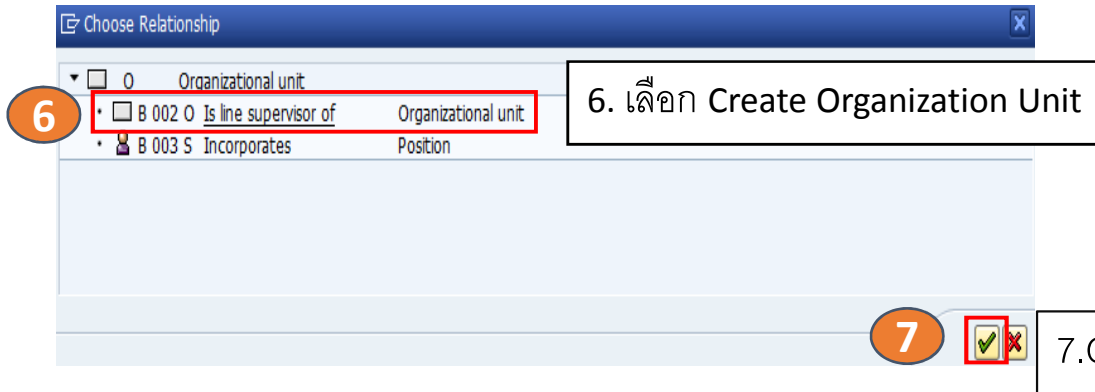 Choose Relationship
O Organizational unit
6
B 002 O Is line supervisor of Organizational unit
6. เลือก Create Organization Unit
B 003 S Incorporates Position
7
7.